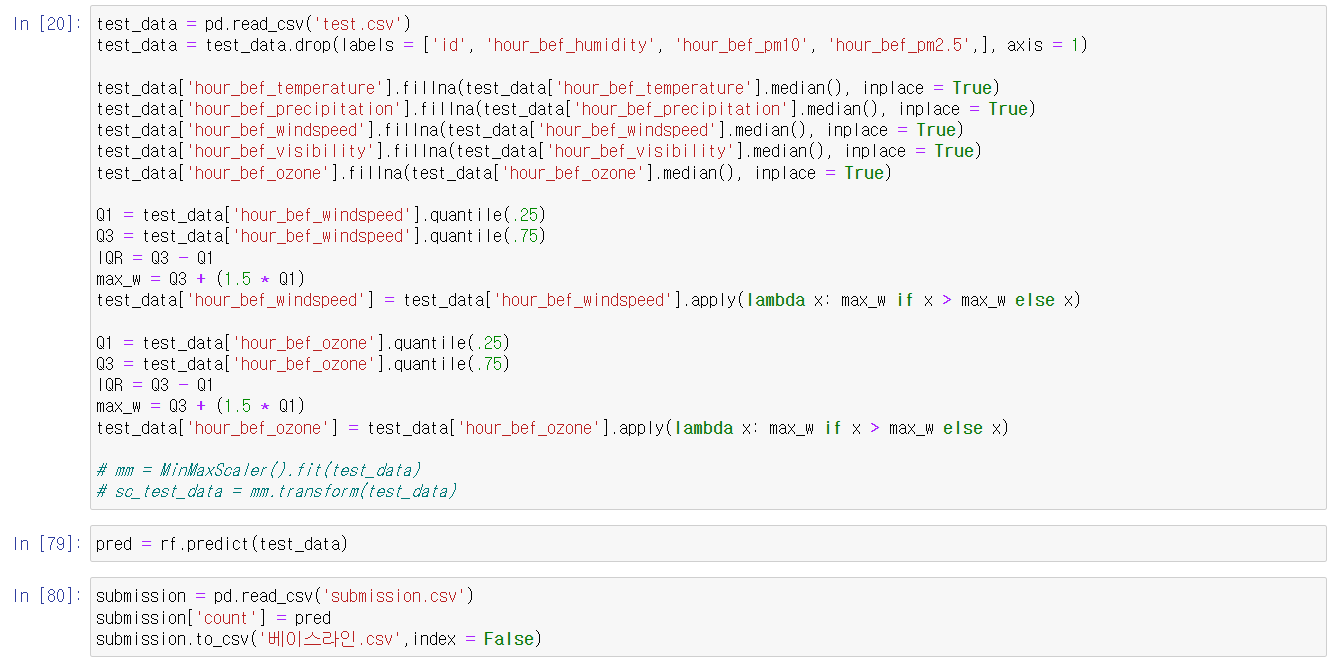 In [20]: test_data = pd.read_csv('test.csv')
test_data = test_data.drop(labels = ['id', 'hour_bef_humidity', 'hour_bef_pm10', 'hour_bef_pm2.5',], axis = 1)
test_data['hour_bef_temperature'].fillna(test_data['hour_bef_temperature'].median(), inplace = True)
test_data['hour_bef_precipitation'].fillna(test_data['hour_bef_precipitation'].median(), inplace = True)
test_data['hour_bef_windspeed'].fillna(test_data['hour_bef_windspeed'].median(), inplace = True)
test_data['hour_bef_visibility'].fillna(test_data['hour_bef_visibility'].median(), inplace = True)
test_data['hour_bef_ozone'].fillna(test_data['hour_bef_ozone'].median(), inplace = True)
Q1 = test_data['hour_bef_windspeed'].quantile(.25)
Q3 = test_data['hour_bef_windspeed'].quantile(.75)
IQR = Q3 - Q1
max_w = Q3 + (1.5 * Q1)
test_data['hour_bef_windspeed'] = test_data['hour_bef_windspeed'].apply(lambda x: max_w if x > max_w else x)
Q1 = test_data['hour_bef_ozone'].quantile(.25)
Q3 = test_data['hour_bef_ozone'].quantile(.75)
IQR = Q3 - Q1
max_w = Q3 + (1.5 * Q1)
test_data['hour_bef_ozone'] = test_data['hour_bef_ozone'].apply(lambda x: max_w if x > max_w else x)
# mm = MinMaxScaler().fit(test_data)
# sc_test_data = mm.transform(test_data)
In [79]: pred = rf.predict(test_data)
In [80]: submission = pd.read_csv('submission.csv')
submission['count'] = pred
submission.to_csv('베이스라인.csv',index = False)